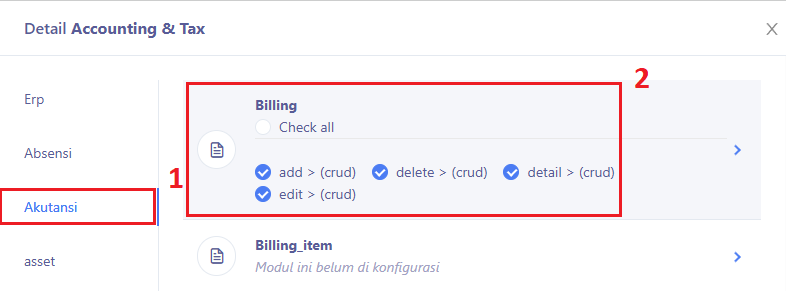 Detail Accounting & Tax
Erp
Absensi
1
Akutansi
asset
2
Billing
Check all
add > (crud) delete > (crud) detail > (crud)
edit > (crud)
Billing_item
Modul ini belum di konfigurasi